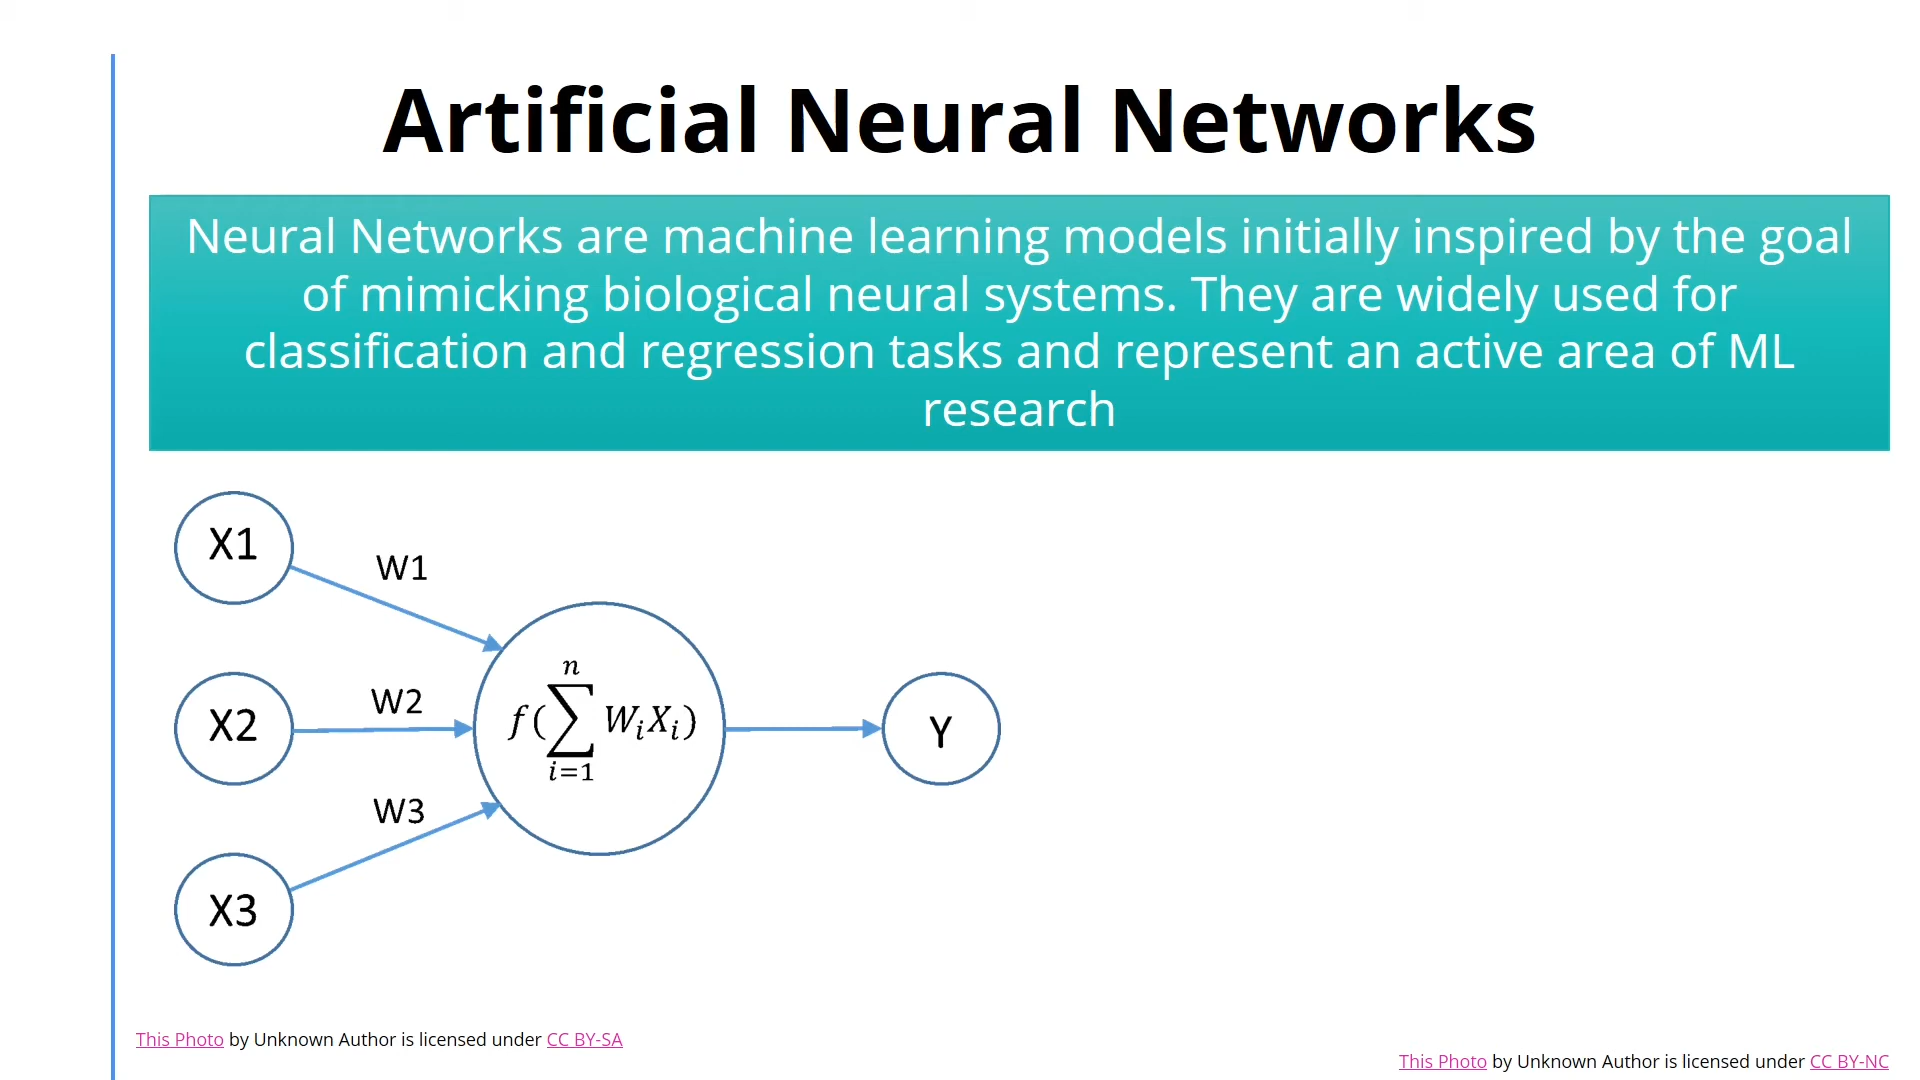 Artificial Neural Networks
Neural Networks are machine learning models initially inspired by the goal
of mimicking biological neural systems. They are widely used for
classification and regression tasks and represent an active area of ML
research
X1
W1
X2
W2
f(∑ⁿᵢ₌₁ WᵢXᵢ)
Y
W3
X3
This Photo by Unknown Author is licensed under CC BY-SA
This Photo by Unknown Author is licensed under CC BY-NC